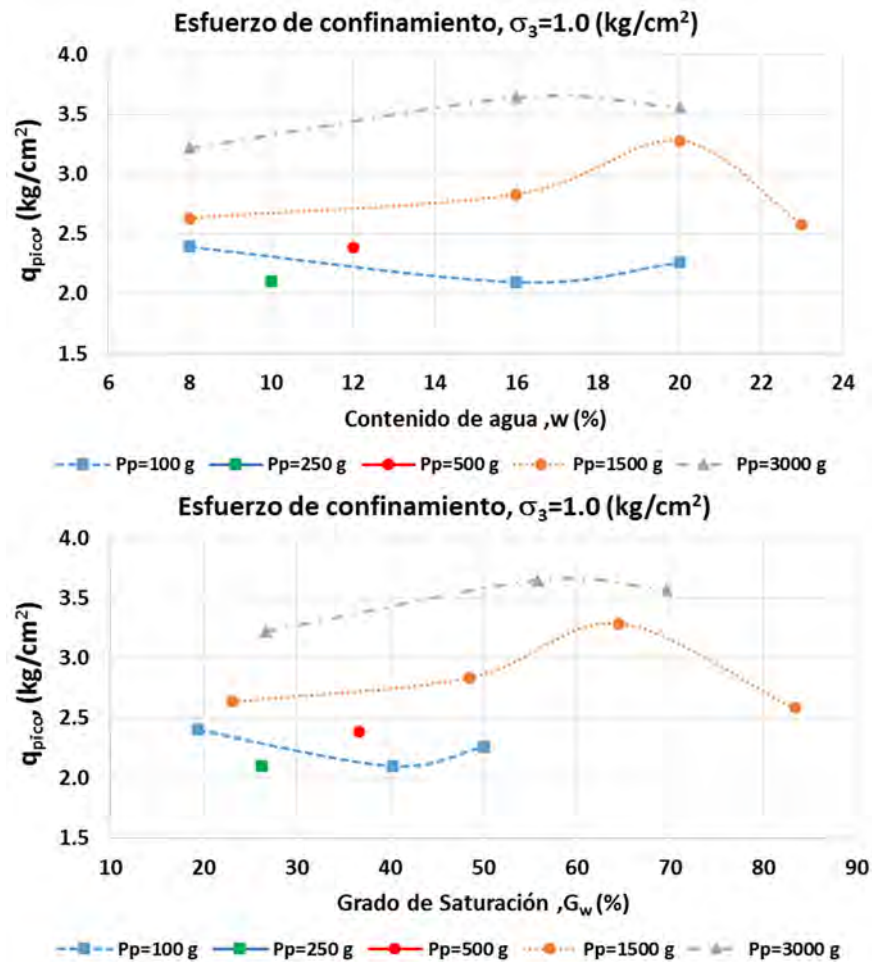 Esfuerzo de confinamiento, σ3=1.0 (kg/cm²)
4.0
3.5
3.0
2.5
2.0
1.5
qpico, (kg/cm²)
6 8 10 12 14 16 18 20 22 24
Contenido de agua ,w (%)
Pp=100 g Pp=250 g Pp=500 g Pp=1500 g Pp=3000 g
Esfuerzo de confinamiento, σ3=1.0 (kg/cm²)
4.0
3.5
3.0
2.5
2.0
1.5
qpico, (kg/cm²)
10 20 30 40 50 60 70 80 90
Grado de Saturación ,Gw (%)
Pp=100 g Pp=250 g Pp=500 g Pp=1500 g Pp=3000 g